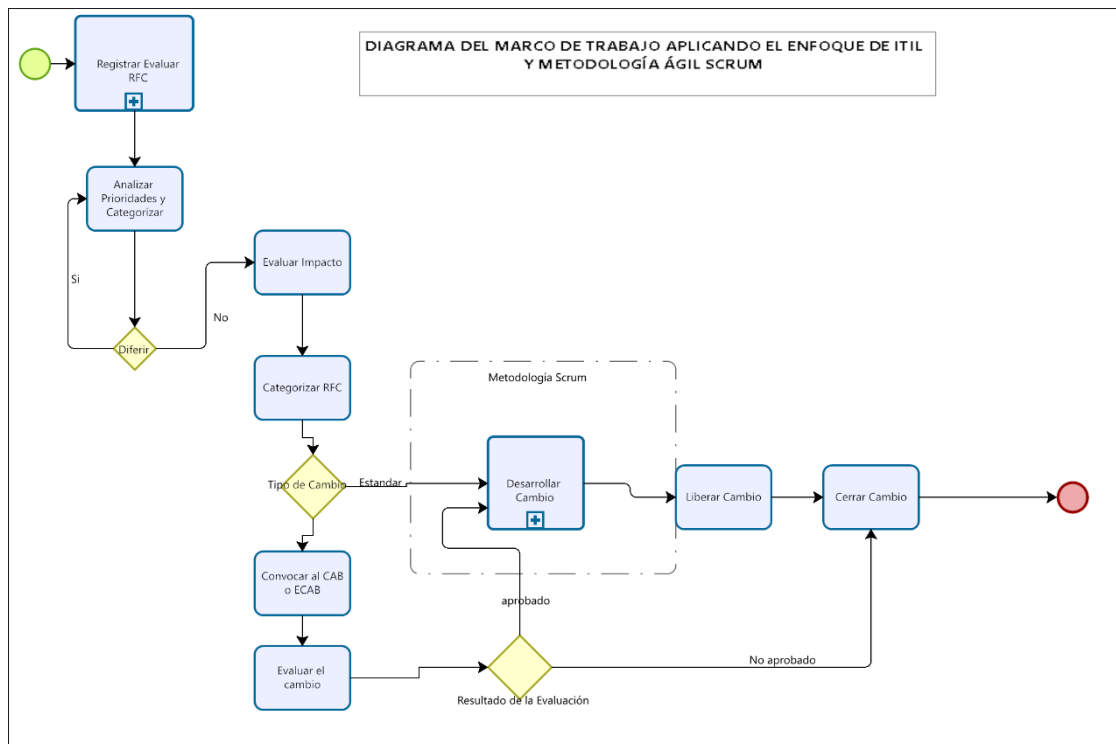 DIAGRAMA DEL MARCO DE TRABAJO APLICANDO EL ENFOQUE DE ITIL
Y METODOLOGÍA ÁGIL SCRUM
Registrar Evaluar
RFC
Analizar
Prioridades y
Categorizar
Si
Diferir
No
Evaluar Impacto
Categorizar RFC
Metodología Scrum
Tipo de Cambio
Estandar
Desarrollar
Cambio
Liberar Cambio
Cerrar Cambio
Convocar al CAB
o ECAB
aprobado
Evaluar el
cambio
No aprobado
Resultado de la Evaluación